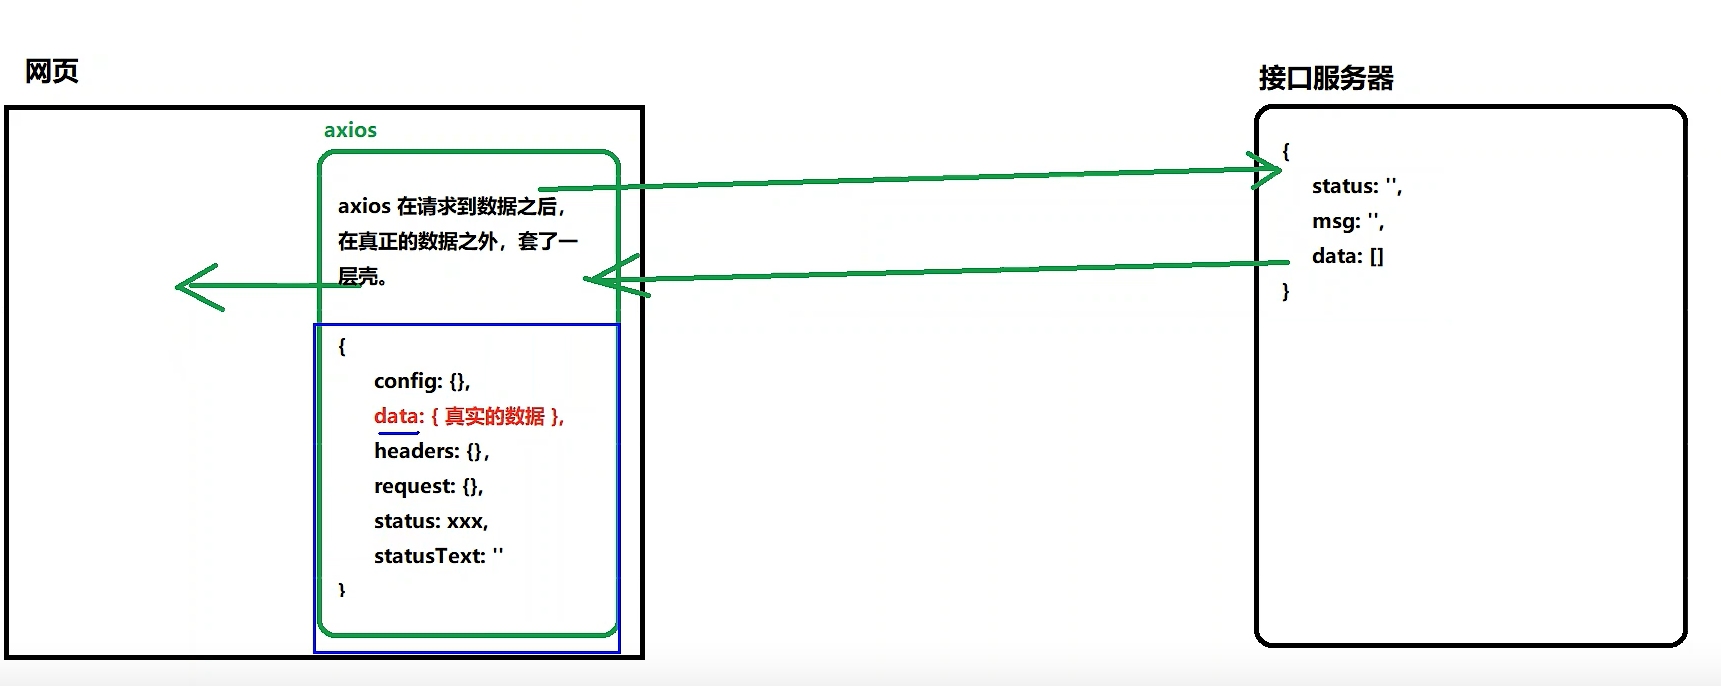 网页
axios
axios 在请求到数据之后，
在真正的数据之外，套了一
层壳。
{
config: {},
data: { 真实的数据 },
headers: {},
request: {},
status: xxx,
statusText: ''
}
接口服务器
{
status: '',
msg: '',
data: []
}